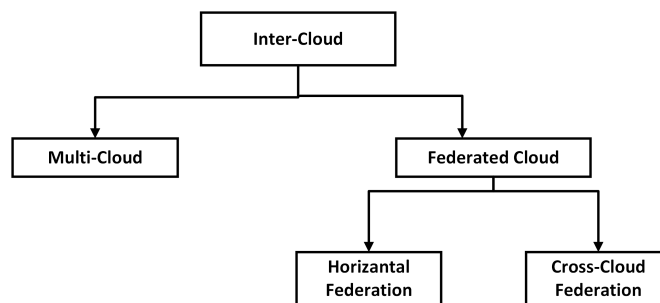 Inter-Cloud
Multi-Cloud
Federated Cloud
Horizantal
Federation
Cross-Cloud
Federation